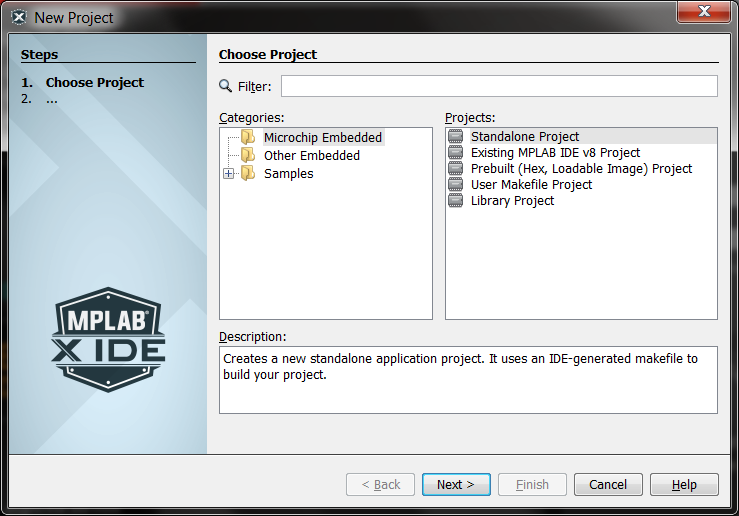 New Project
Steps
1. Choose Project
2. ...
MPLAB®
X IDE
Choose Project
Filter:
Categories:
Microchip Embedded
Other Embedded
Samples
Projects:
Standalone Project
Existing MPLAB IDE v8 Project
Prebuilt (Hex, Loadable Image) Project
User Makefile Project
Library Project
Description:
Creates a new standalone application project. It uses an IDE-generated makefile to
build your project.
< Back
Next >
Finish
Cancel
Help